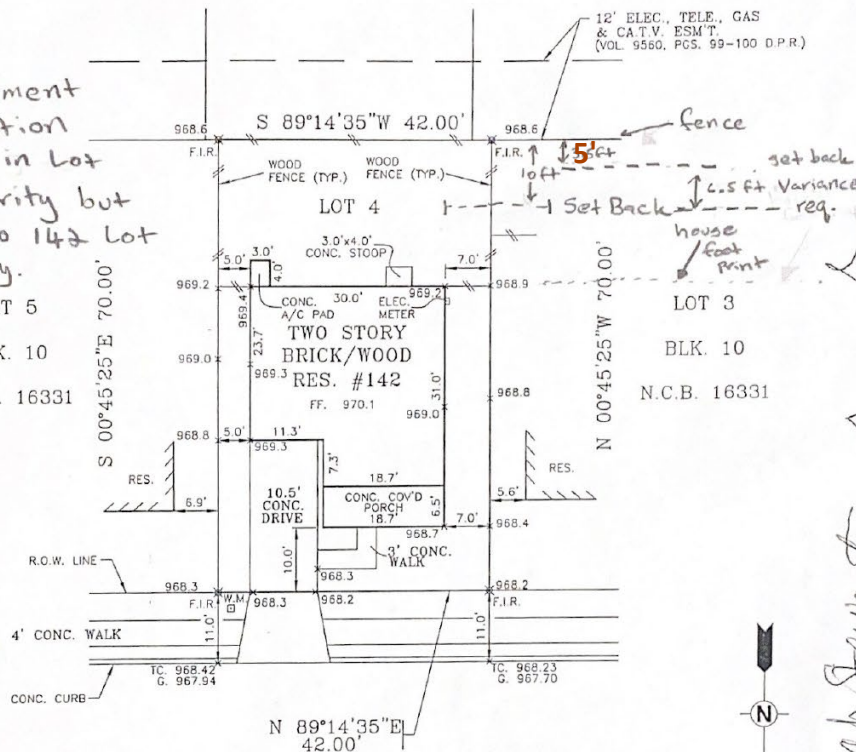 12' ELEC., TELE., GAS
& CA.T.V. ESM'T.
(VOL. 9560, PGS. 99-100 D.P.R.)
S 89°14'35"W 42.00'
968.6
968.6
F.I.R.
F.I.R.
fence
5'
10ft
set back
6.5 ft Variance
req.
Set Back
WOOD
FENCE (TYP.)
WOOD
FENCE (TYP.)
LOT 4
in Lot
but
142 Lot
house
foot
print
3.0'x4.0'
CONC. STOOP
5.0'
3.0'
4.0'
7.0'
969.2
969.4
CONC.
A/C PAD
30.0'
ELEC.
METER
969.2
968.9
S 00°45'25"E 70.00'
N 00°45'25"W 70.00'
5
10
16331
LOT 3
BLK. 10
N.C.B. 16331
TWO STORY
BRICK/WOOD
RES. #142
FF. 970.1
23.7'
31.0'
969.0
969.3
969.0
968.8
968.8
5.0'
969.3
11.3'
7.3'
RES.
6.9'
10.5'
CONC.
DRIVE
18.7'
CONC. COV'D
PORCH
18.7'
6.5'
7.0'
5.6'
RES.
968.7
968.4
3' CONC.
WALK
10.0'
968.3
R.O.W. LINE
968.3
F.I.R.
W.M.
968.3
968.2
968.2
F.I.R.
4' CONC. WALK
11.0'
11.0'
TC. 968.42
G. 967.94
TC. 968.23
G. 967.70
CONC. CURB
N 89°14'35"E
42.00'
N